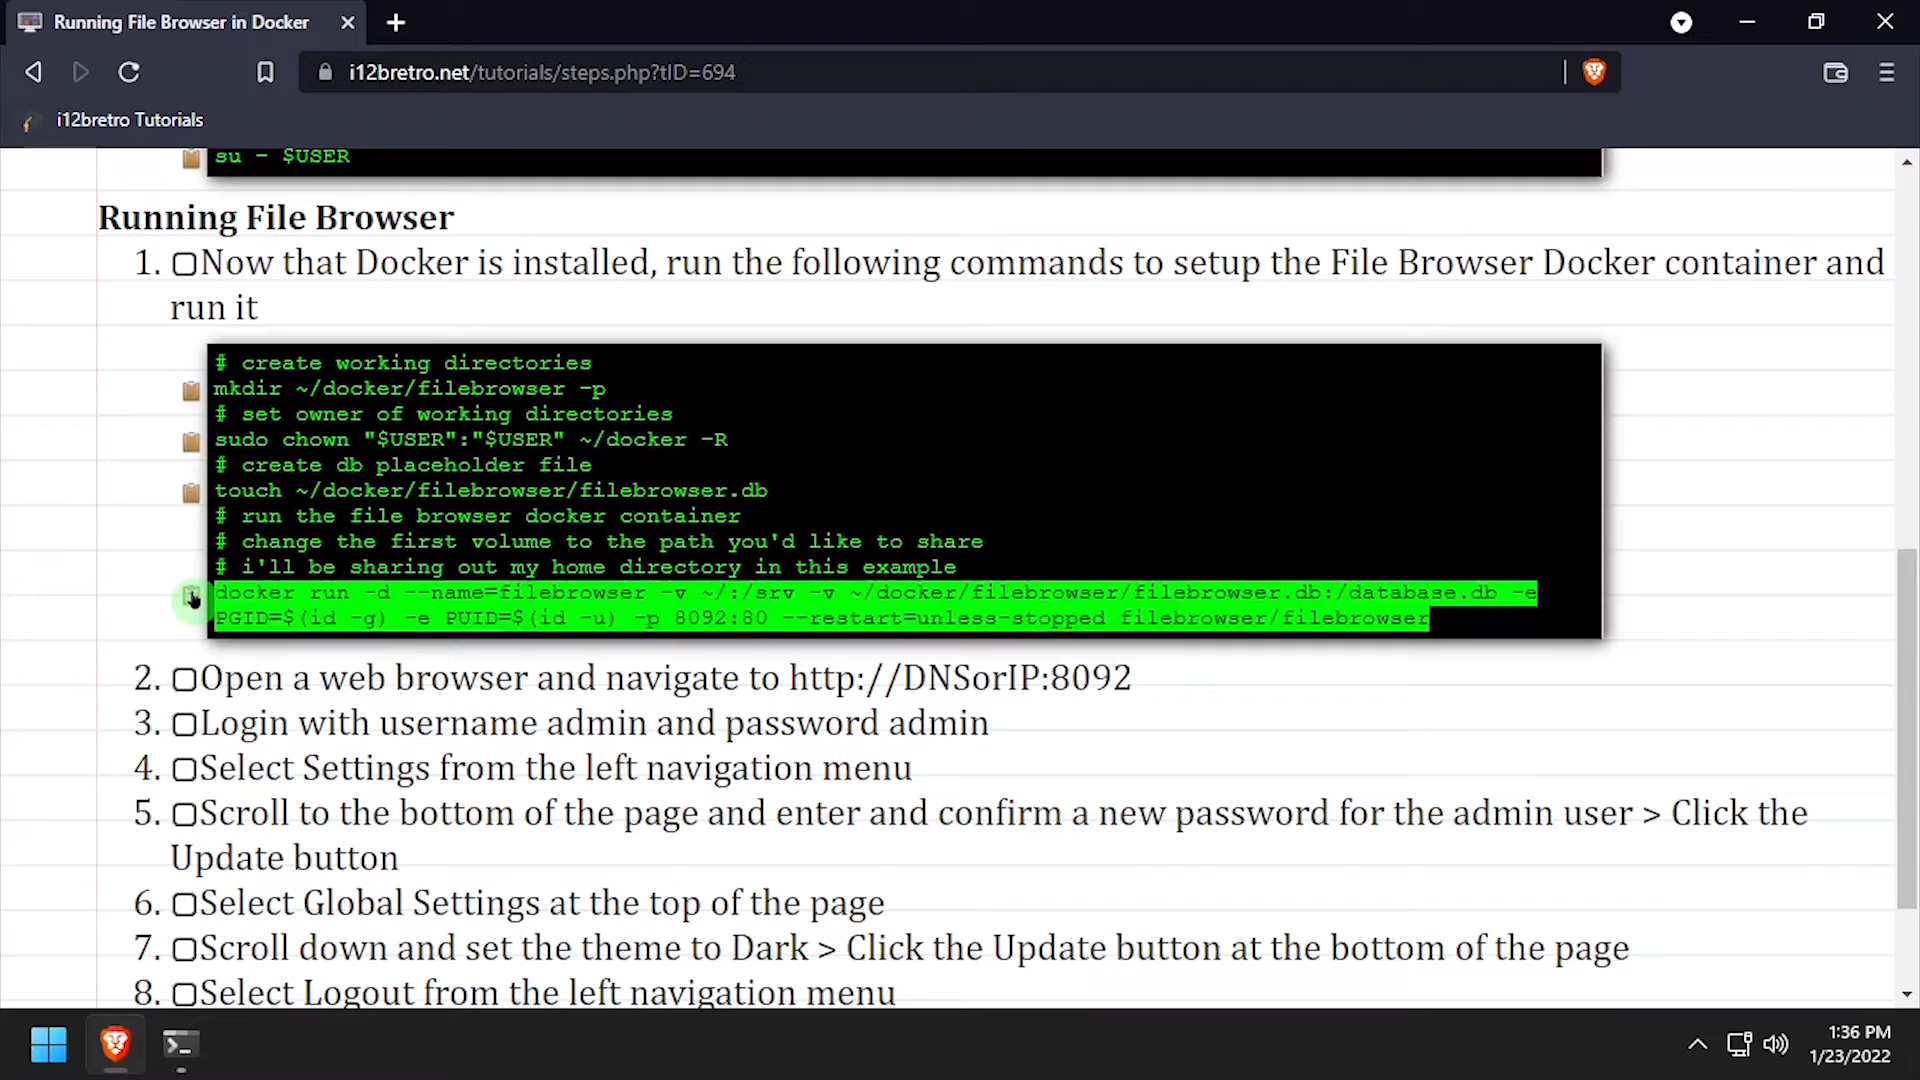 Running File Browser in Docker
i12bretro.net/tutorials/steps.php?tID=694
i12bretro Tutorials
su - $USER
Running File Browser
1. Now that Docker is installed, run the following commands to setup the File Browser Docker container and
run it
# create working directories
mkdir ~/docker/filebrowser -p
# set owner of working directories
sudo chown "$USER":"$USER" ~/docker -R
# create db placeholder file
touch ~/docker/filebrowser/filebrowser.db
# run the file browser docker container
# change the first volume to the path you'd like to share
# i'll be sharing out my home directory in this example
docker run -d --name=filebrowser -v ~/:/srv -v ~/docker/filebrowser/filebrowser.db:/database.db -e
PGID=$(id -g) -e PUID=$(id -u) -p 8092:80 --restart=unless-stopped filebrowser/filebrowser
2. Open a web browser and navigate to http://DNSorIP:8092
3. Login with username admin and password admin
4. Select Settings from the left navigation menu
5. Scroll to the bottom of the page and enter and confirm a new password for the admin user > Click the
Update button
6. Select Global Settings at the top of the page
7. Scroll down and set the theme to Dark > Click the Update button at the bottom of the page
8. Select Logout from the left navigation menu
1:36 PM
1/23/2022